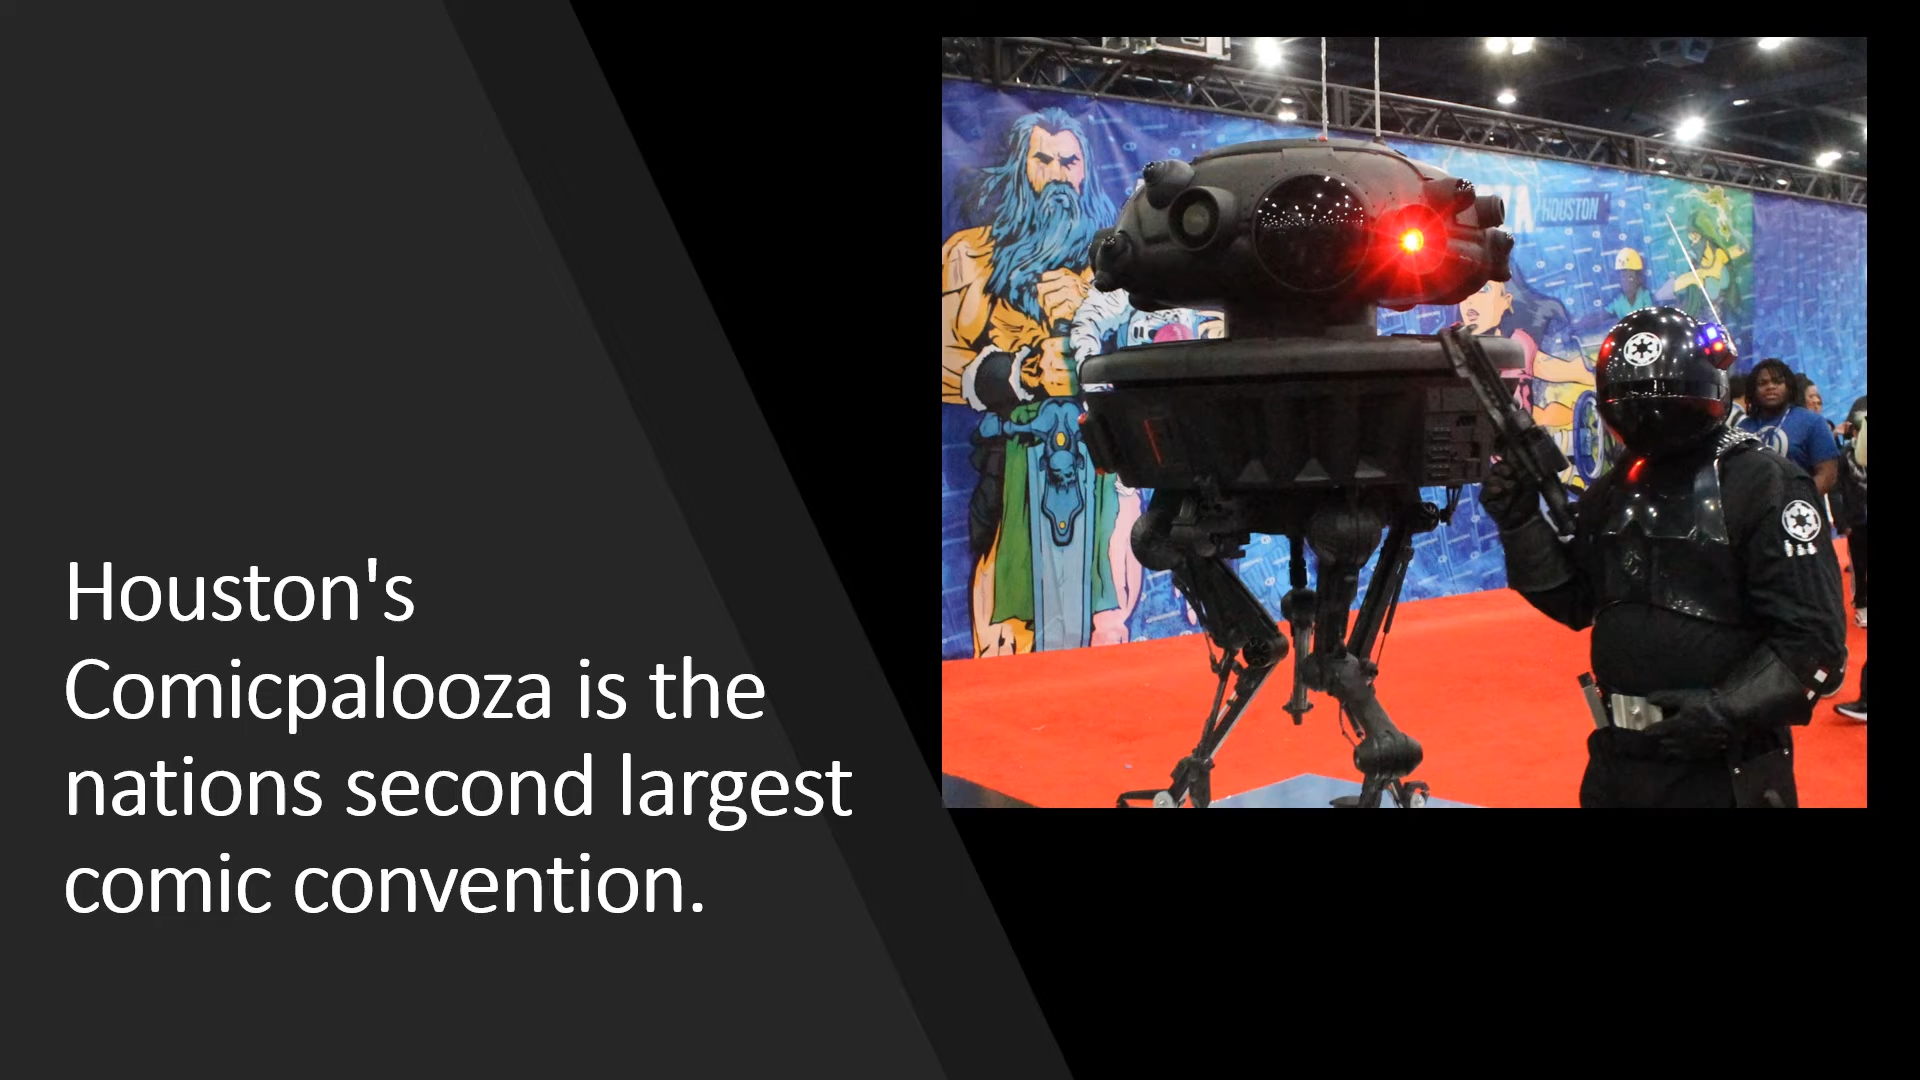 Houston's
Comicpalooza is the
nations second largest
comic convention.
HOUSTON